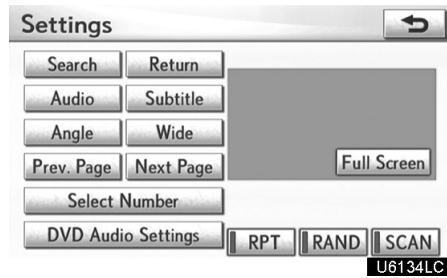 Settings
Search Return
Audio Subtitle
Angle Wide
Prev. Page Next Page Full Screen
Select Number
DVD Audio Settings RPT RAND SCAN
U6134LC